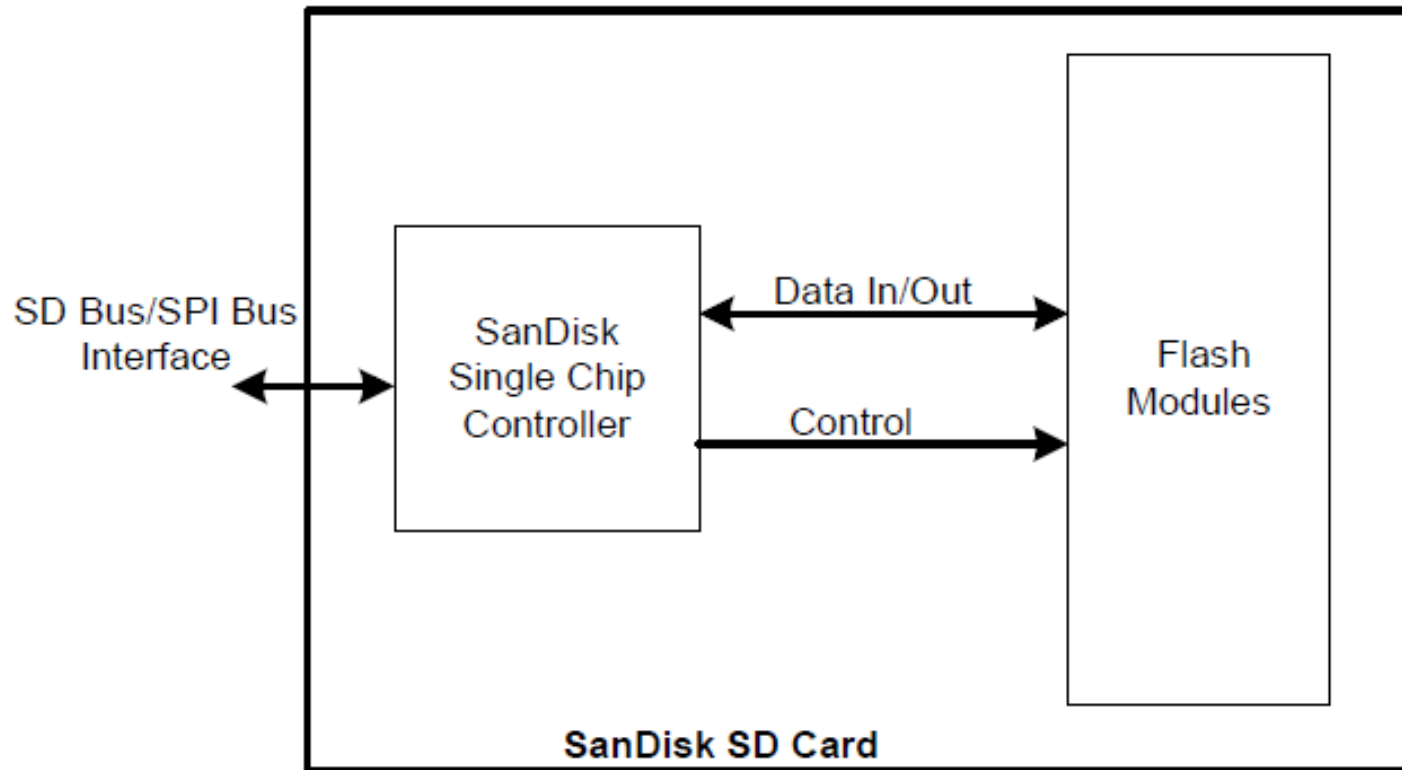 SD Bus/SPI Bus
Interface
SanDisk
Single Chip
Controller
Data In/Out
Control
Flash
Modules
SanDisk SD Card